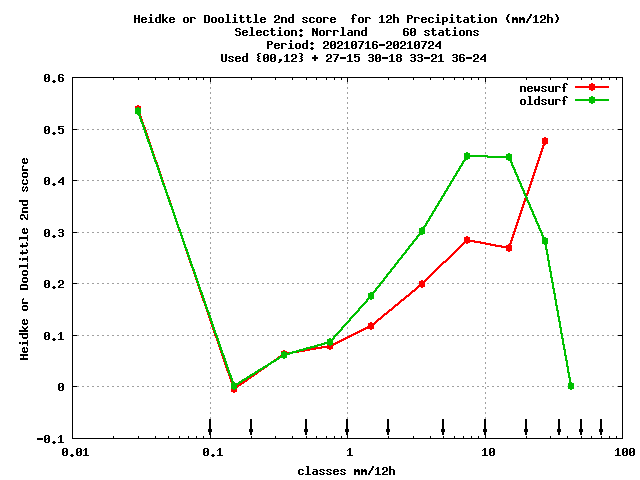 Heidke or Doolittle 2nd score  for 12h Precipitation (mm/12h)
Selection: Norrland     60 stations
Period: 20210716-20210724
Used {00,12} + 27-15 30-18 33-21 36-24
newsurf
oldsurf
0.6
0.5
0.4
0.3
0.2
0.1
0
-0.1
Heidke or Doolittle 2nd score
0.01
0.1
1
10
100
classes mm/12h